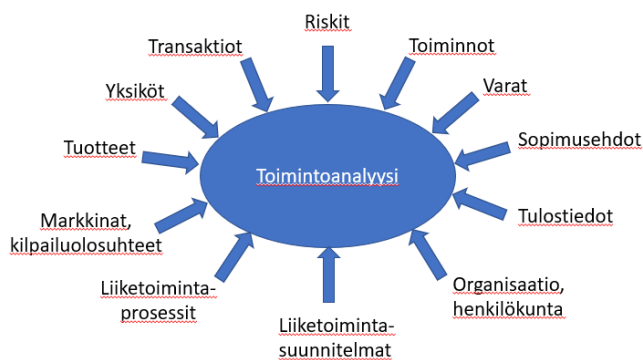 Riskit
Transaktiot
Toiminnot
Yksiköt
Varat
Tuotteet
Sopimusehdot
Toimintoanalyysi
Markkinat,
kilpailuolosuhteet
Tulostiedot
Liiketoiminta-
prosessit
Liiketoiminta-
suunnitelmat
Organisaatio,
henkilökunta